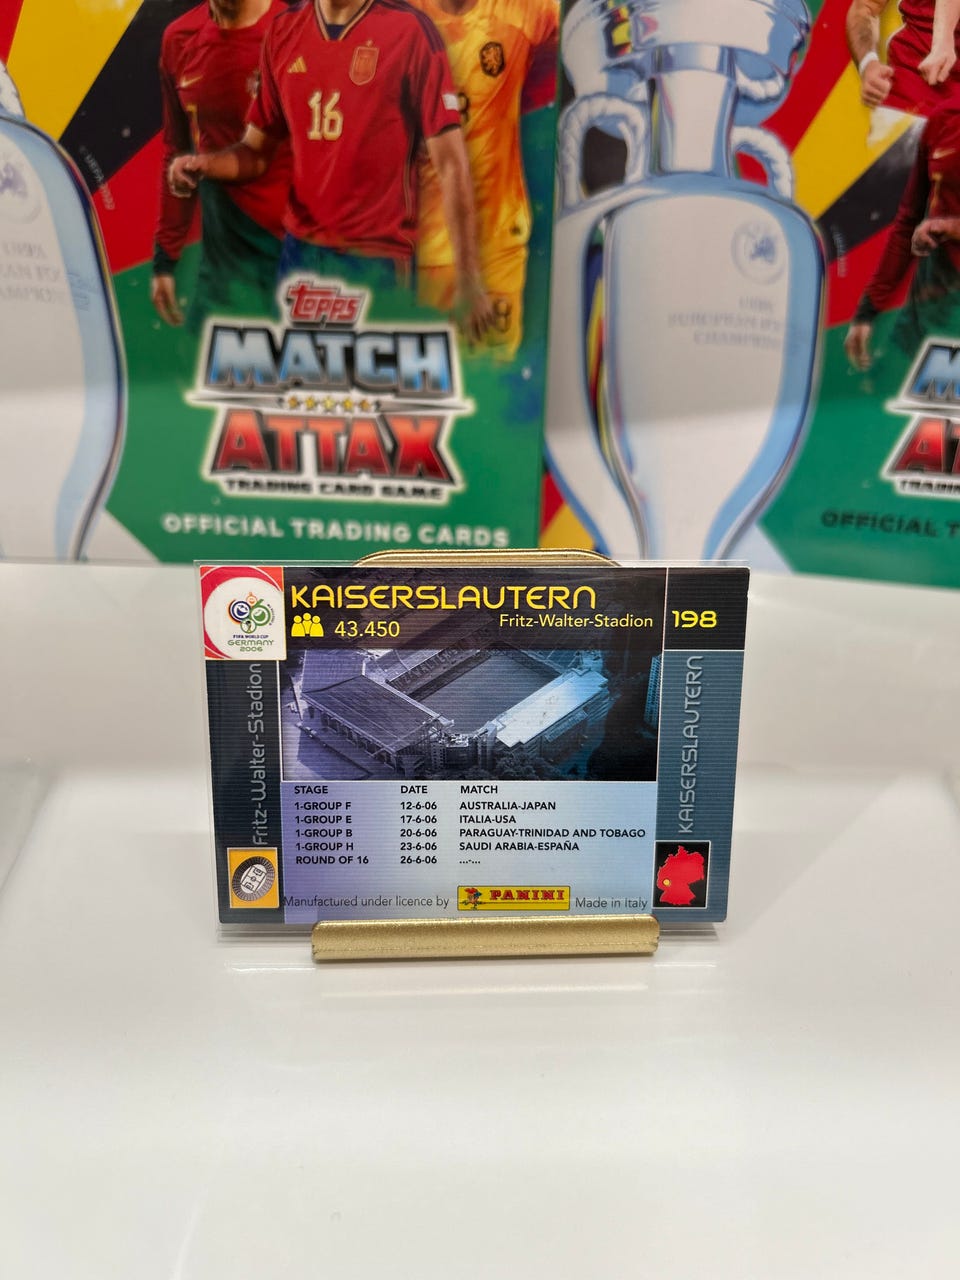 16
topps
MATCH
ATTAX
TRADING CARD GAME
OFFICIAL TRADING CARDS
OFFICIAL
KAISERSLAUTERN
43.450
Fritz-Walter-Stadion
198
FIFA WORLD CUP
GERMANY
2006
Fritz-Walter-Stadion
KAISERSLAUTERN
STAGE DATE MATCH
1-GROUP F 12-6-06 AUSTRALIA-JAPAN
1-GROUP E 17-6-06 ITALIA-USA
1-GROUP B 20-6-06 PARAGUAY-TRINIDAD AND TOBAGO
1-GROUP H 23-6-06 SAUDI ARABIA-ESPAÑA
ROUND OF 16 26-6-06 ...-...
Manufactured under licence by PANINI Made in Italy